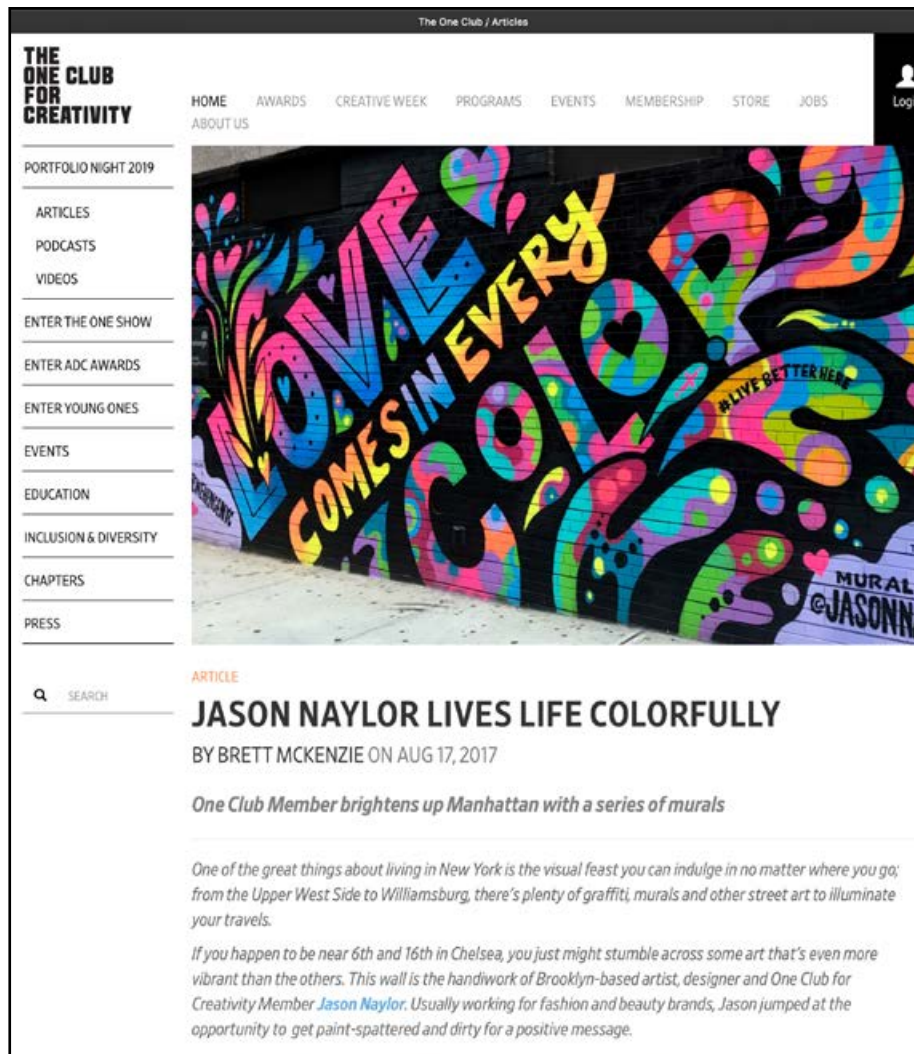 The One Club / Articles
THE
ONE CLUB
FOR
CREATIVITY
HOME AWARDS CREATIVE WEEK PROGRAMS EVENTS MEMBERSHIP STORE JOBS
ABOUT US
PORTFOLIO NIGHT 2019
ARTICLES
PODCASTS
VIDEOS
ENTER THE ONE SHOW
ENTER ADC AWARDS
ENTER YOUNG ONES
EVENTS
EDUCATION
INCLUSION & DIVERSITY
CHAPTERS
PRESS
SEARCH
LOVE
COMES IN EVERY
COLOR
#LIVE BETTER HERE
MURAL
@JASONN
ARTICLE
JASON NAYLOR LIVES LIFE COLORFULLY
BY BRETT MCKENZIE ON AUG 17, 2017
One Club Member brightens up Manhattan with a series of murals
One of the great things about living in New York is the visual feast you can indulge in no matter where you go;
from the Upper West Side to Williamsburg, there's plenty of graffiti, murals and other street art to illuminate
your travels.
If you happen to be near 6th and 16th in Chelsea, you just might stumble across some art that's even more
vibrant than the others. This wall is the handiwork of Brooklyn-based artist, designer and One Club for
Creativity Member Jason Naylor. Usually working for fashion and beauty brands, Jason jumped at the
opportunity to get paint-spattered and dirty for a positive message.